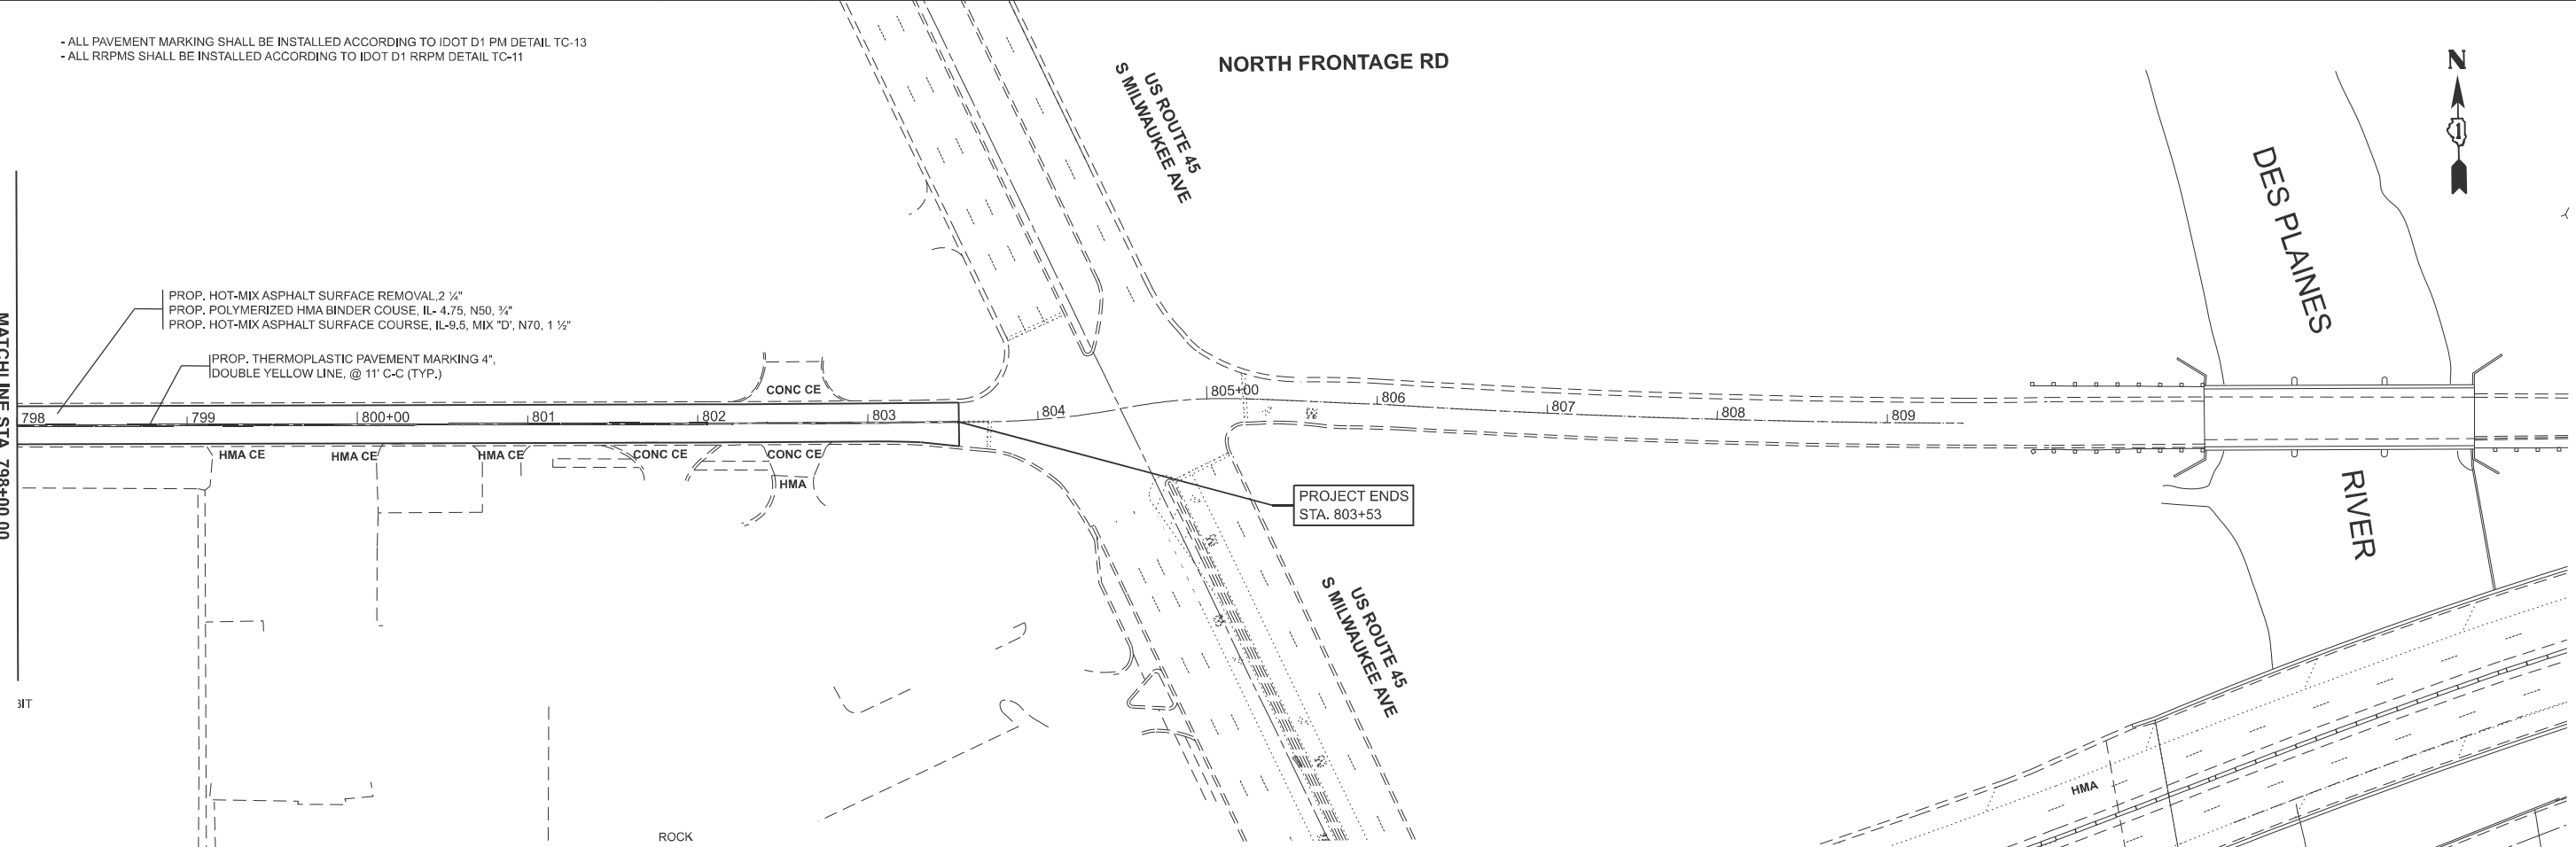 - ALL PAVEMENT MARKING SHALL BE INSTALLED ACCORDING TO IDOT D1 PM DETAIL TC-13
- ALL RRPMS SHALL BE INSTALLED ACCORDING TO IDOT D1 RRPM DETAIL TC-11
NORTH FRONTAGE RD
N
1
US ROUTE 45
S MILWAUKEE AVE
DES PLAINES
RIVER
PROP. HOT-MIX ASPHALT SURFACE REMOVAL,2 ¼"
PROP. POLYMERIZED HMA BINDER COUSE, IL- 4.75, N50, ¾"
PROP. HOT-MIX ASPHALT SURFACE COURSE, IL-9.5, MIX "D', N70, 1 ½"
PROP. THERMOPLASTIC PAVEMENT MARKING 4",
DOUBLE YELLOW LINE, @ 11' C-C (TYP.)
MATCHLINE STA. 798+00.00
CONC CE
798
799
800+00
801
802
803
804
805+00
806
807
808
809
HMA CE
HMA CE
HMA CE
CONC CE
CONC CE
HMA
PROJECT ENDS
STA. 803+53
US ROUTE 45
S MILWAUKEE AVE
HMA
ROCK